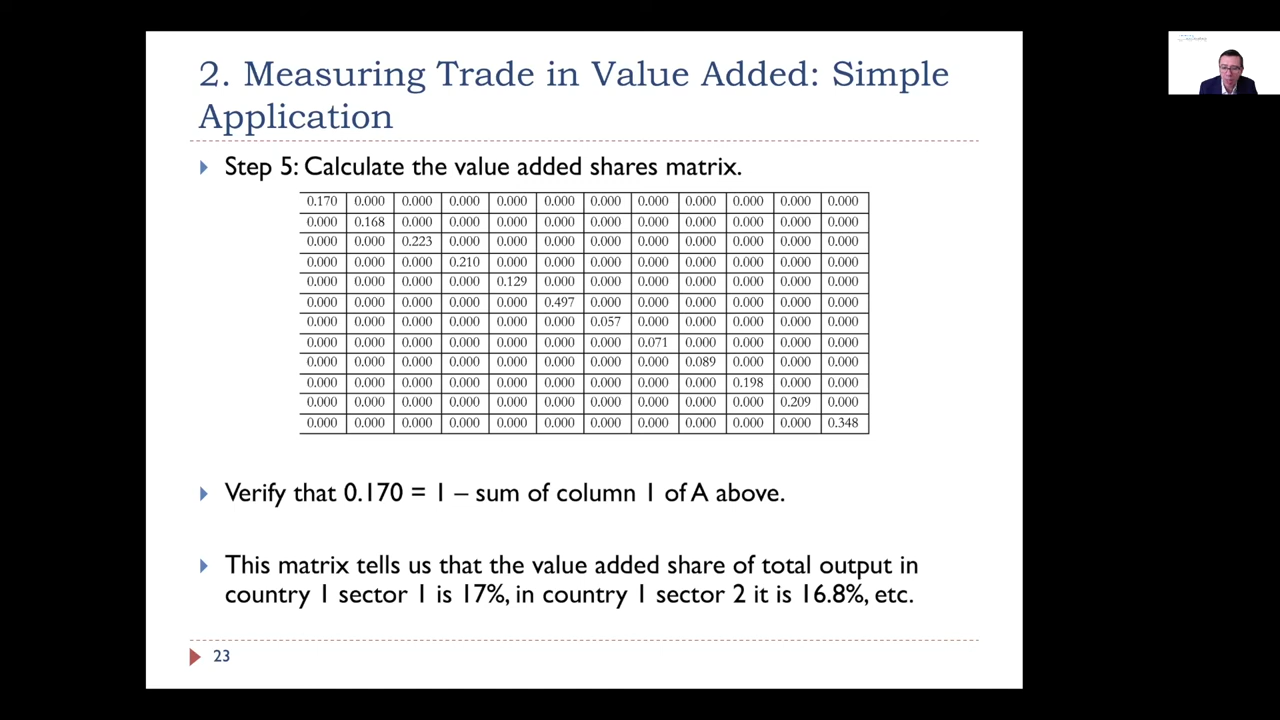 2. Measuring Trade in Value Added: Simple
Application
Step 5: Calculate the value added shares matrix.
0.170 0.000 0.000 0.000 0.000 0.000 0.000 0.000 0.000 0.000 0.000 0.000
0.000 0.168 0.000 0.000 0.000 0.000 0.000 0.000 0.000 0.000 0.000 0.000
0.000 0.000 0.223 0.000 0.000 0.000 0.000 0.000 0.000 0.000 0.000 0.000
0.000 0.000 0.000 0.210 0.000 0.000 0.000 0.000 0.000 0.000 0.000 0.000
0.000 0.000 0.000 0.000 0.129 0.000 0.000 0.000 0.000 0.000 0.000 0.000
0.000 0.000 0.000 0.000 0.000 0.497 0.000 0.000 0.000 0.000 0.000 0.000
0.000 0.000 0.000 0.000 0.000 0.000 0.057 0.000 0.000 0.000 0.000 0.000
0.000 0.000 0.000 0.000 0.000 0.000 0.000 0.071 0.000 0.000 0.000 0.000
0.000 0.000 0.000 0.000 0.000 0.000 0.000 0.000 0.089 0.000 0.000 0.000
0.000 0.000 0.000 0.000 0.000 0.000 0.000 0.000 0.000 0.198 0.000 0.000
0.000 0.000 0.000 0.000 0.000 0.000 0.000 0.000 0.000 0.000 0.209 0.000
0.000 0.000 0.000 0.000 0.000 0.000 0.000 0.000 0.000 0.000 0.000 0.348
Verify that 0.170 = 1 – sum of column 1 of A above.
This matrix tells us that the value added share of total output in
country 1 sector 1 is 17%, in country 1 sector 2 it is 16.8%, etc.
23